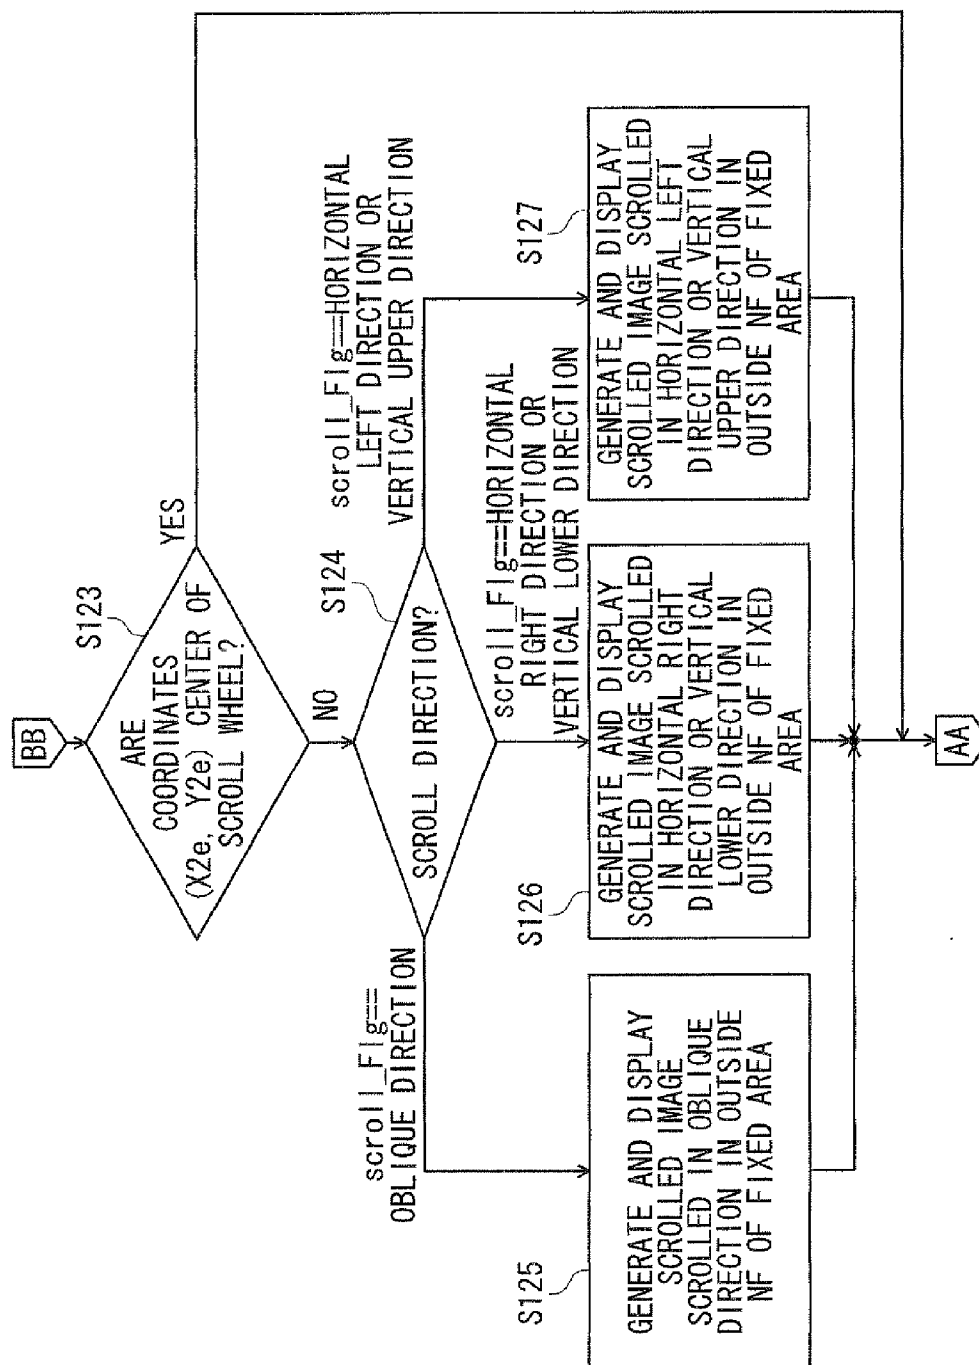 BB
S123
ARE
COORDINATES
(X2e, Y2e) CENTER OF
SCROLL WHEEL?
YES
NO
S124
SCROLL DIRECTION?
scroll_Flg==
OBLIQUE DIRECTION
scroll_Flg==HORIZONTAL
RIGHT DIRECTION OR
VERTICAL LOWER DIRECTION
scroll_Flg==HORIZONTAL
LEFT DIRECTION OR
VERTICAL UPPER DIRECTION
S125
GENERATE AND DISPLAY
SCROLLED IMAGE
SCROLLED IN OBLIQUE
DIRECTION IN OUTSIDE
NF OF FIXED AREA
S126
GENERATE AND DISPLAY
SCROLLED IMAGE SCROLLED
IN HORIZONTAL RIGHT
DIRECTION OR VERTICAL
LOWER DIRECTION IN
OUTSIDE NF OF FIXED
AREA
S127
GENERATE AND DISPLAY
SCROLLED IMAGE SCROLLED
IN HORIZONTAL LEFT
DIRECTION OR VERTICAL
UPPER DIRECTION IN
OUTSIDE NF OF FIXED
AREA
AA